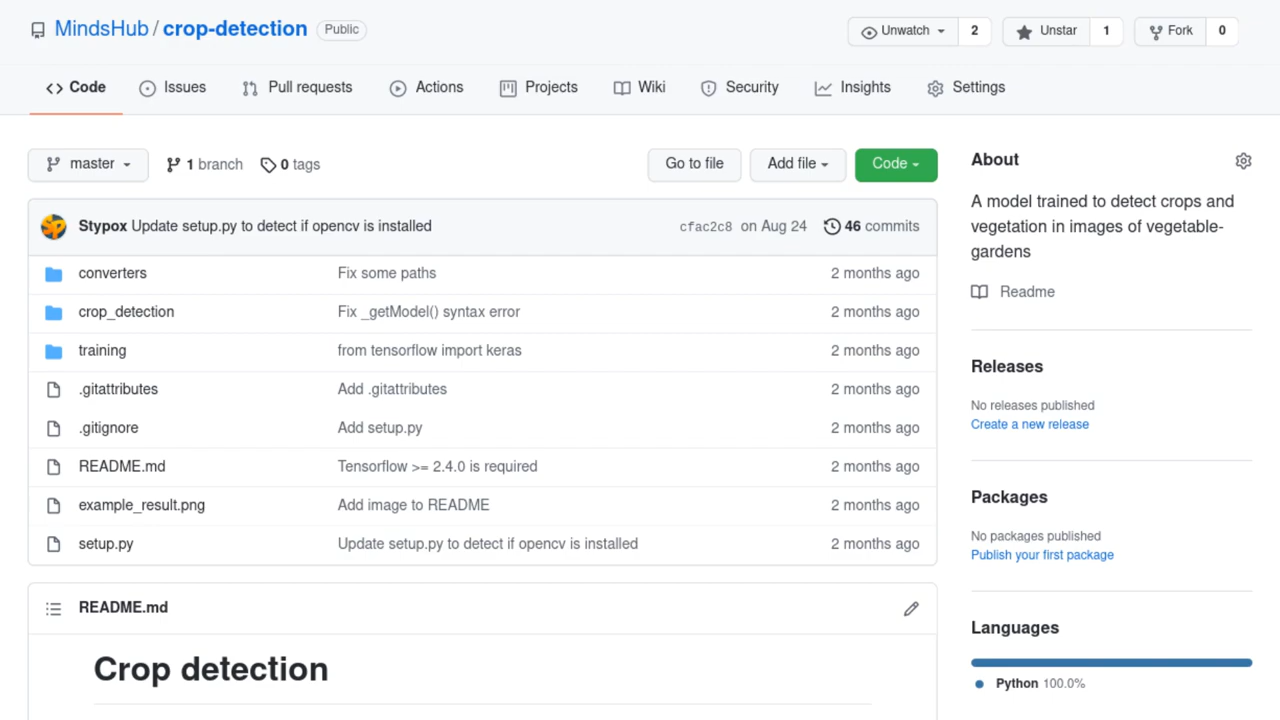 MindsHub / crop-detection Public
Unwatch 2 Unstar 1 Fork 0
Code Issues Pull requests Actions Projects Wiki Security Insights Settings
master 1 branch 0 tags Go to file Add file Code
Stypox Update setup.py to detect if opencv is installed cfac2c8 on Aug 24 46 commits
converters Fix some paths 2 months ago
crop_detection Fix _getModel() syntax error 2 months ago
training from tensorflow import keras 2 months ago
.gitattributes Add .gitattributes 2 months ago
.gitignore Add setup.py 2 months ago
README.md Tensorflow >= 2.4.0 is required 2 months ago
example_result.png Add image to README 2 months ago
setup.py Update setup.py to detect if opencv is installed 2 months ago
README.md
Crop detection
About
A model trained to detect crops and
vegetation in images of vegetable-
gardens
Readme
Releases
No releases published
Create a new release
Packages
No packages published
Publish your first package
Languages
Python 100.0%